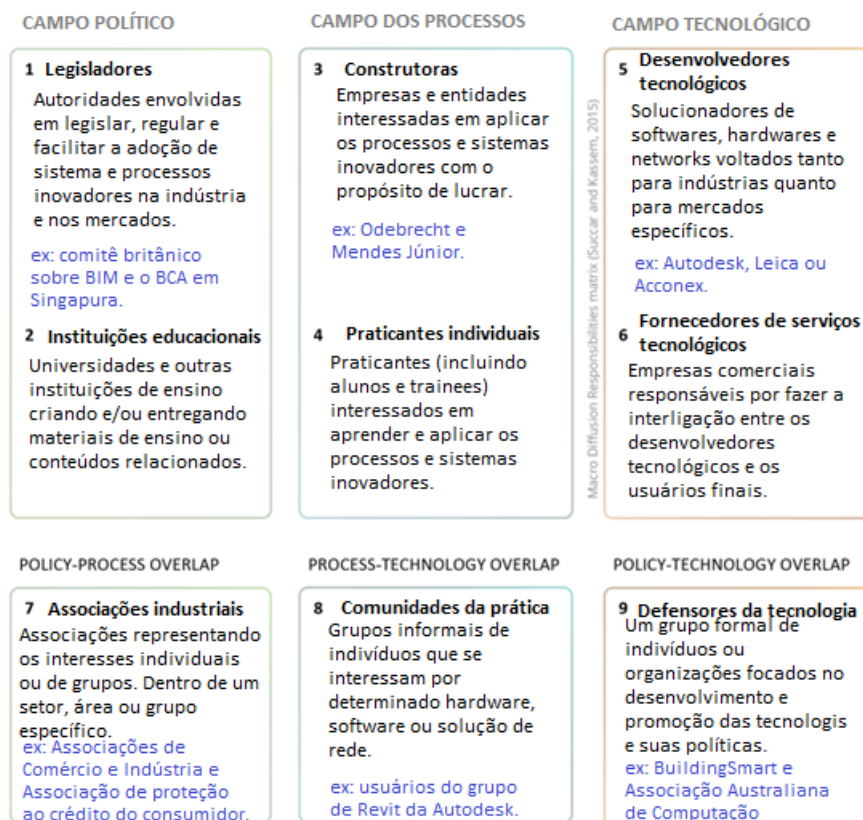 CAMPO POLÍTICO
1 Legisladores
Autoridades envolvidas
em legislar, regular e
facilitar a adoção de
sistema e processos
inovadores na indústria
e nos mercados.
ex: comitê britânico
sobre BIM e o BCA em
Singapura.
2 Instituições educacionais
Universidades e outras
instituições de ensino
criando e/ou entregando
materiais de ensino ou
conteúdos relacionados.
CAMPO DOS PROCESSOS
3 Construtoras
Empresas e entidades
interessadas em aplicar
os processos e sistemas
inovadores com o
propósito de lucrar.
ex: Odebrecht e
Mendes Júnior.
4 Praticantes individuais
Praticantes (incluindo
alunos e trainees)
interessados em
aprender e aplicar os
processos e sistemas
inovadores.
Macro Diffusion Responsibilities matrix (Succar and Kassem, 2015)
CAMPO TECNOLÓGICO
5 Desenvolvedores
tecnológicos
Solucionadores de
softwares, hardwares e
networks voltados tanto
para indústrias quanto
para mercados
específicos.
ex: Autodesk, Leica ou
Acconex.
6 Fornecedores de serviços
tecnológicos
Empresas comerciais
responsáveis por fazer a
interligação entre os
desenvolvedores
tecnológicos e os
usuários finais.
POLICY-PROCESS OVERLAP
7 Associações industriais
Associações representando
os interesses individuais
ou de grupos. Dentro de um
setor, área ou grupo
específico.
ex: Associações de
Comércio e Indústria e
Associação de proteção
ao crédito do consumidor.
PROCESS-TECHNOLOGY OVERLAP
8 Comunidades da prática
Grupos informais de
indivíduos que se
interessam por
determinado hardware,
software ou solução de
rede.
ex: usuários do grupo
de Revit da Autodesk.
POLICY-TECHNOLOGY OVERLAP
9 Defensores da tecnologia
Um grupo formal de
indivíduos ou
organizações focados no
desenvolvimento e
promoção das tecnologis
e suas políticas.
ex: BuildingSmart e
Associação Australiana
de Computação